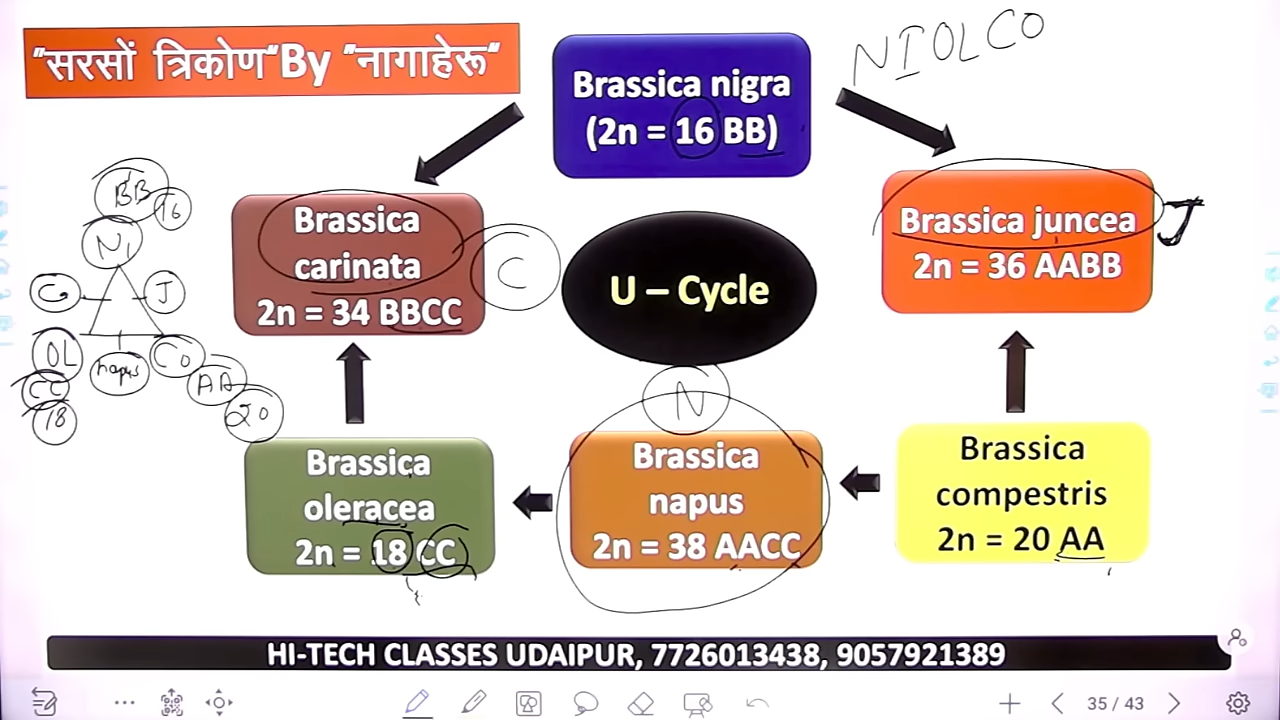 "सरसों त्रिकोण" By "नागाहेरू"
NIOLCO
Brassica nigra
(2n = 16 BB)
Brassica
carinata
2n = 34 BBCC
C
U – Cycle
Brassica juncea
2n = 36 AABB
J
BB
16
Ni
C
J
OL
napus
CO
CC
AA
18
20
N
Brassica
oleracea
2n = 18 CC
Brassica
napus
2n = 38 AACC
Brassica
compestris
2n = 20 AA
HI-TECH CLASSES UDAIPUR, 7726013438, 9057921389
35 / 43